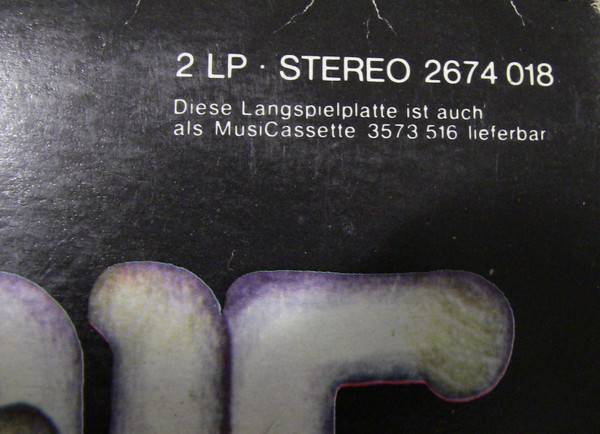 2 LP · STEREO 2674 018
Diese Langspielplatte ist auch
als MusiCassette 3573 516 lieferbar